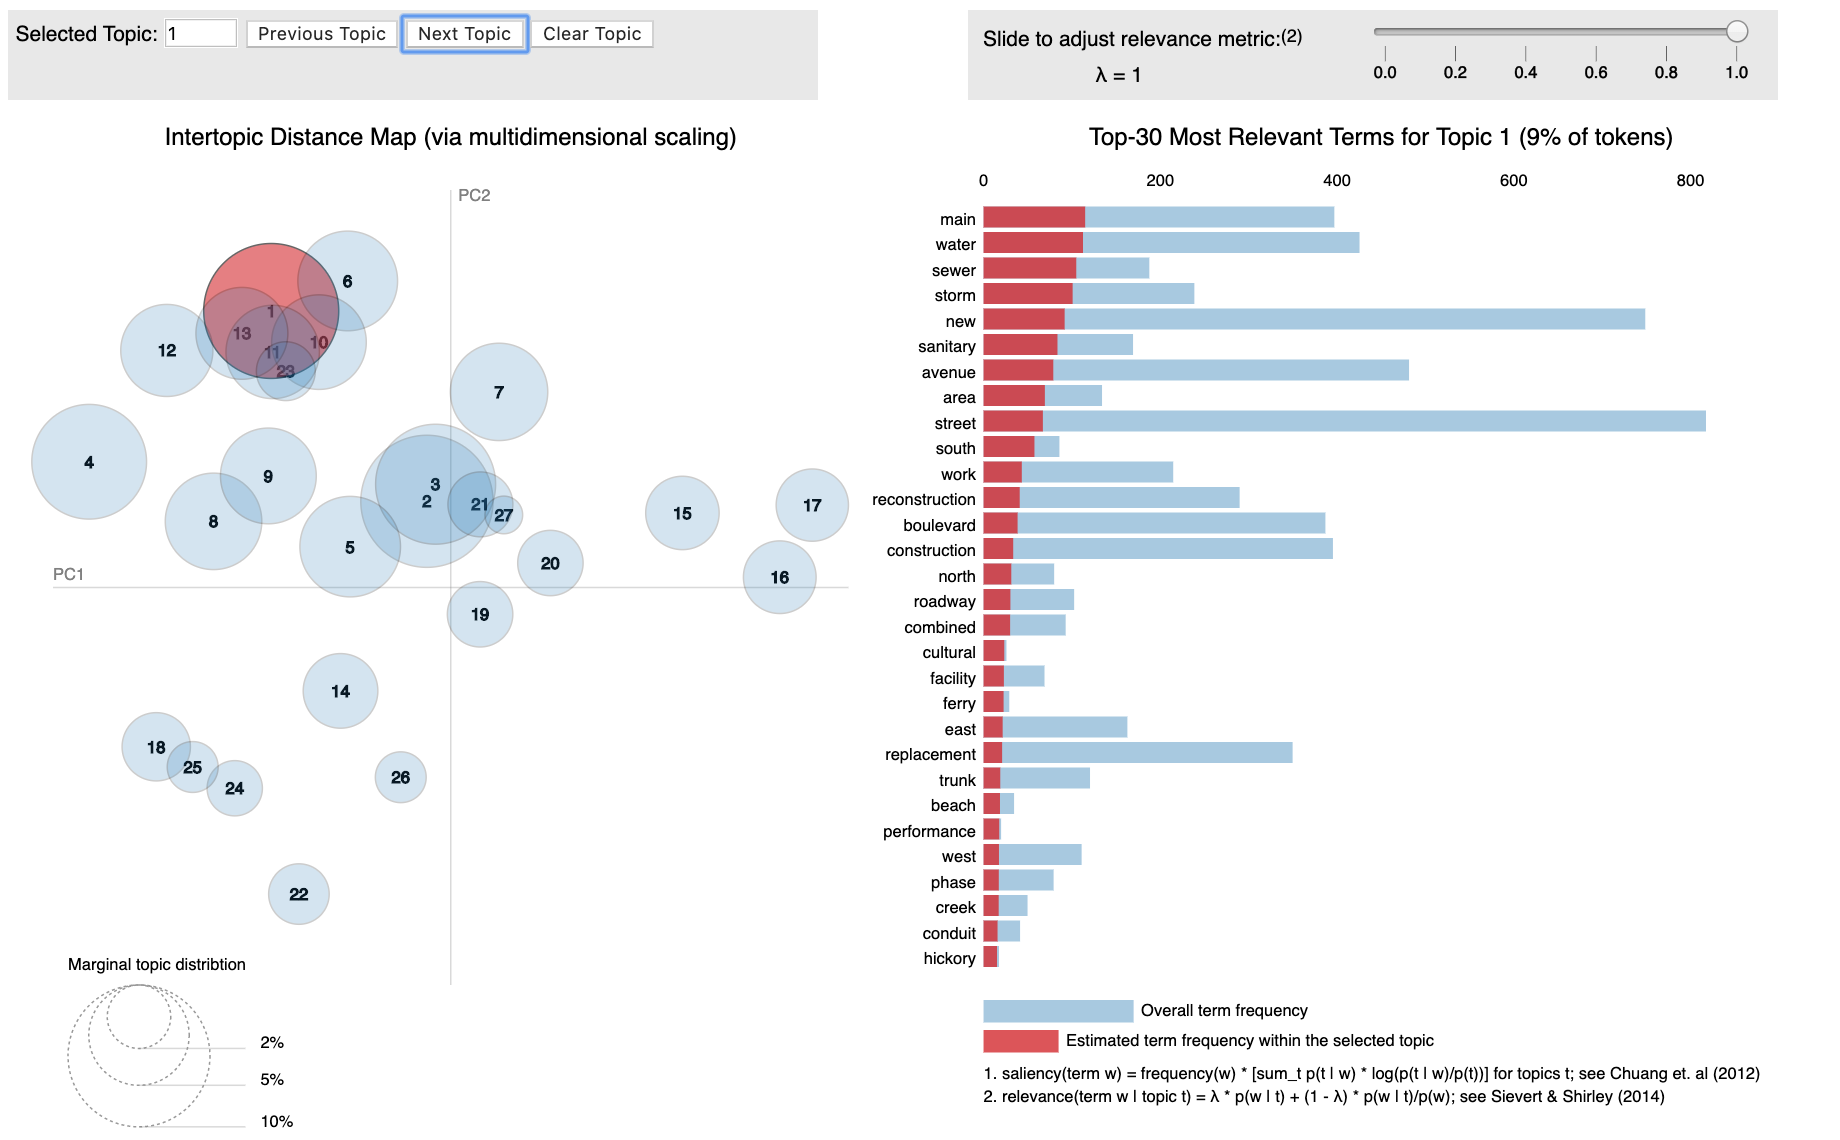 Selected Topic: 1 Previous Topic Next Topic Clear Topic
Slide to adjust relevance metric:(2)
λ = 1
0.0 0.2 0.4 0.6 0.8 1.0
Intertopic Distance Map (via multidimensional scaling)
PC2
PC1
1
6
13
10
11
12
23
7
4
3
9
2
21
27
15
17
8
5
20
16
19
14
18
25
24
26
22
Marginal topic distribtion
2%
5%
10%
Top-30 Most Relevant Terms for Topic 1 (9% of tokens)
0 200 400 600 800
main
water
sewer
storm
new
sanitary
avenue
area
street
south
work
reconstruction
boulevard
construction
north
roadway
combined
cultural
facility
ferry
east
replacement
trunk
beach
performance
west
phase
creek
conduit
hickory
Overall term frequency
Estimated term frequency within the selected topic
1. saliency(term w) = frequency(w) * [sum_t p(t | w) * log(p(t | w)/p(t))] for topics t; see Chuang et. al (2012)
2. relevance(term w | topic t) = λ * p(w | t) + (1 - λ) * p(w | t)/p(w); see Sievert & Shirley (2014)